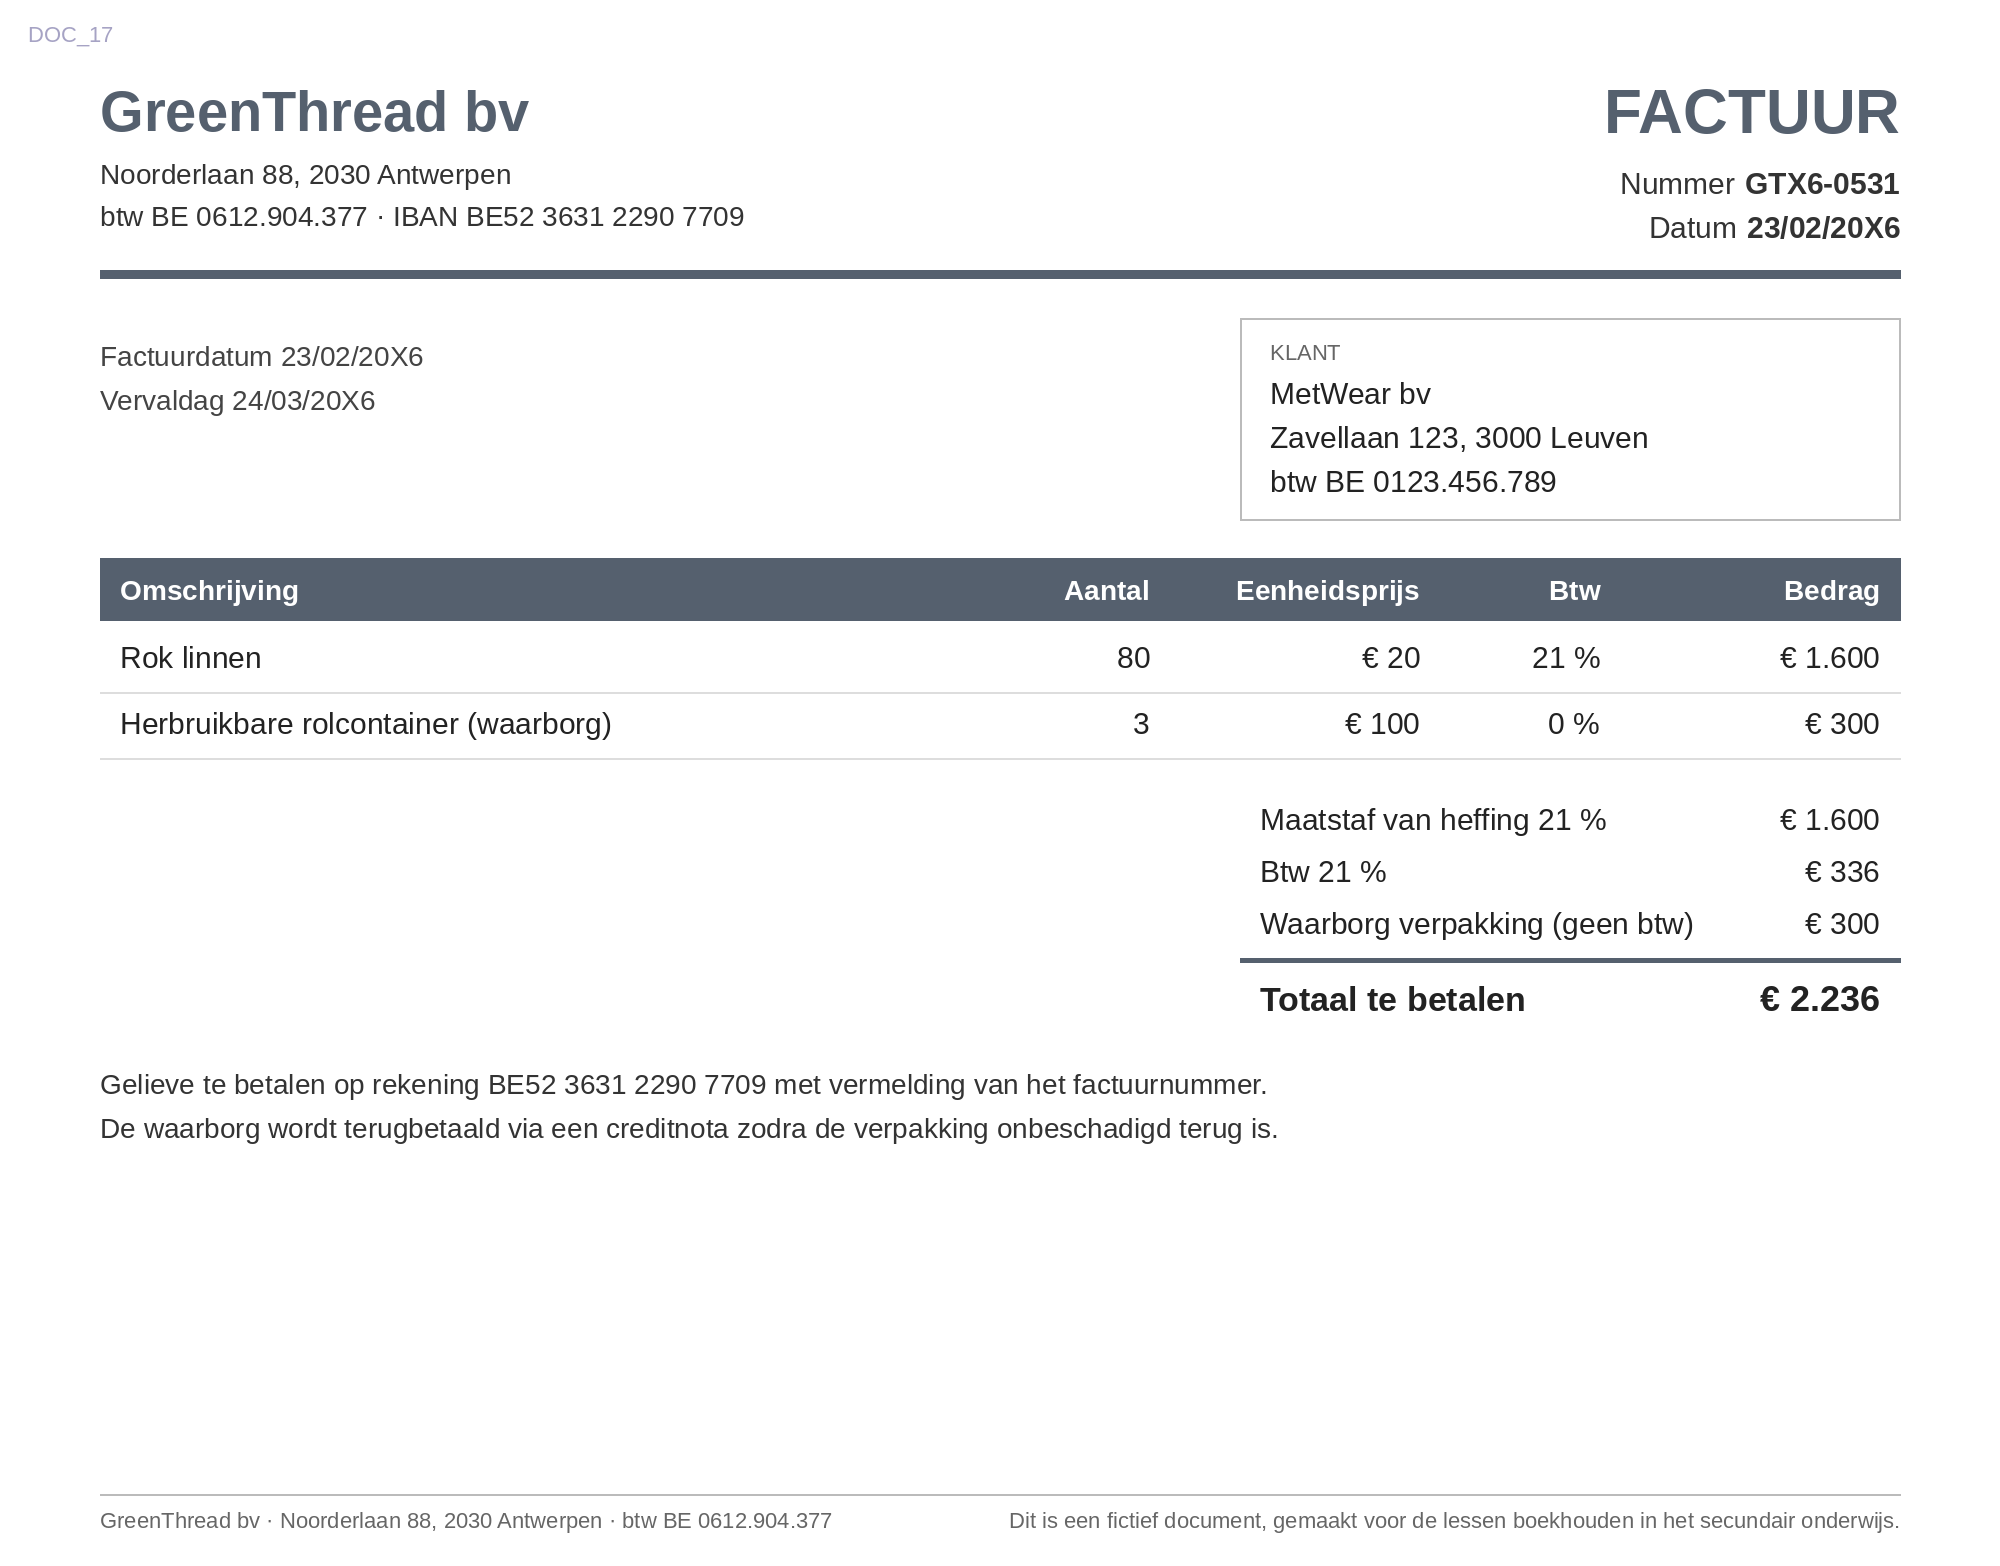 DOC_17
GreenThread bv
Noorderlaan 88, 2030 Antwerpen
btw BE 0612.904.377 · IBAN BE52 3631 2290 7709
FACTUUR
Nummer GTX6-0531
Datum 23/02/20X6
Factuurdatum 23/02/20X6
Vervaldag 24/03/20X6
KLANT
MetWear bv
Zavellaan 123, 3000 Leuven
btw BE 0123.456.789
Omschrijving Aantal Eenheidsprijs Btw Bedrag
Rok linnen 80 € 20 21 % € 1.600
Herbruikbare rolcontainer (waarborg) 3 € 100 0 % € 300
Maatstaf van heffing 21 % € 1.600
Btw 21 % € 336
Waarborg verpakking (geen btw) € 300
Totaal te betalen € 2.236
Gelieve te betalen op rekening BE52 3631 2290 7709 met vermelding van het factuurnummer.
De waarborg wordt terugbetaald via een creditnota zodra de verpakking onbeschadigd terug is.
GreenThread bv · Noorderlaan 88, 2030 Antwerpen · btw BE 0612.904.377
Dit is een fictief document, gemaakt voor de lessen boekhouden in het secundair onderwijs.